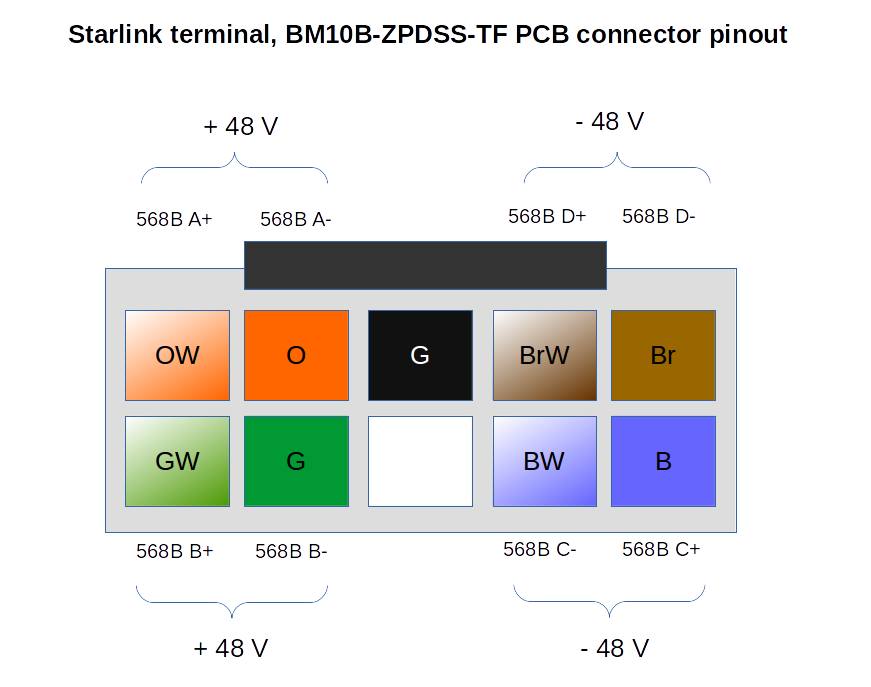 Starlink terminal, BM10B-ZPDSS-TF PCB connector pinout
+ 48 V - 48 V
568B A+ 568B A- 568B D+ 568B D-
OW O G BrW Br
GW G BW B
568B B+ 568B B- 568B C- 568B C+
+ 48 V - 48 V